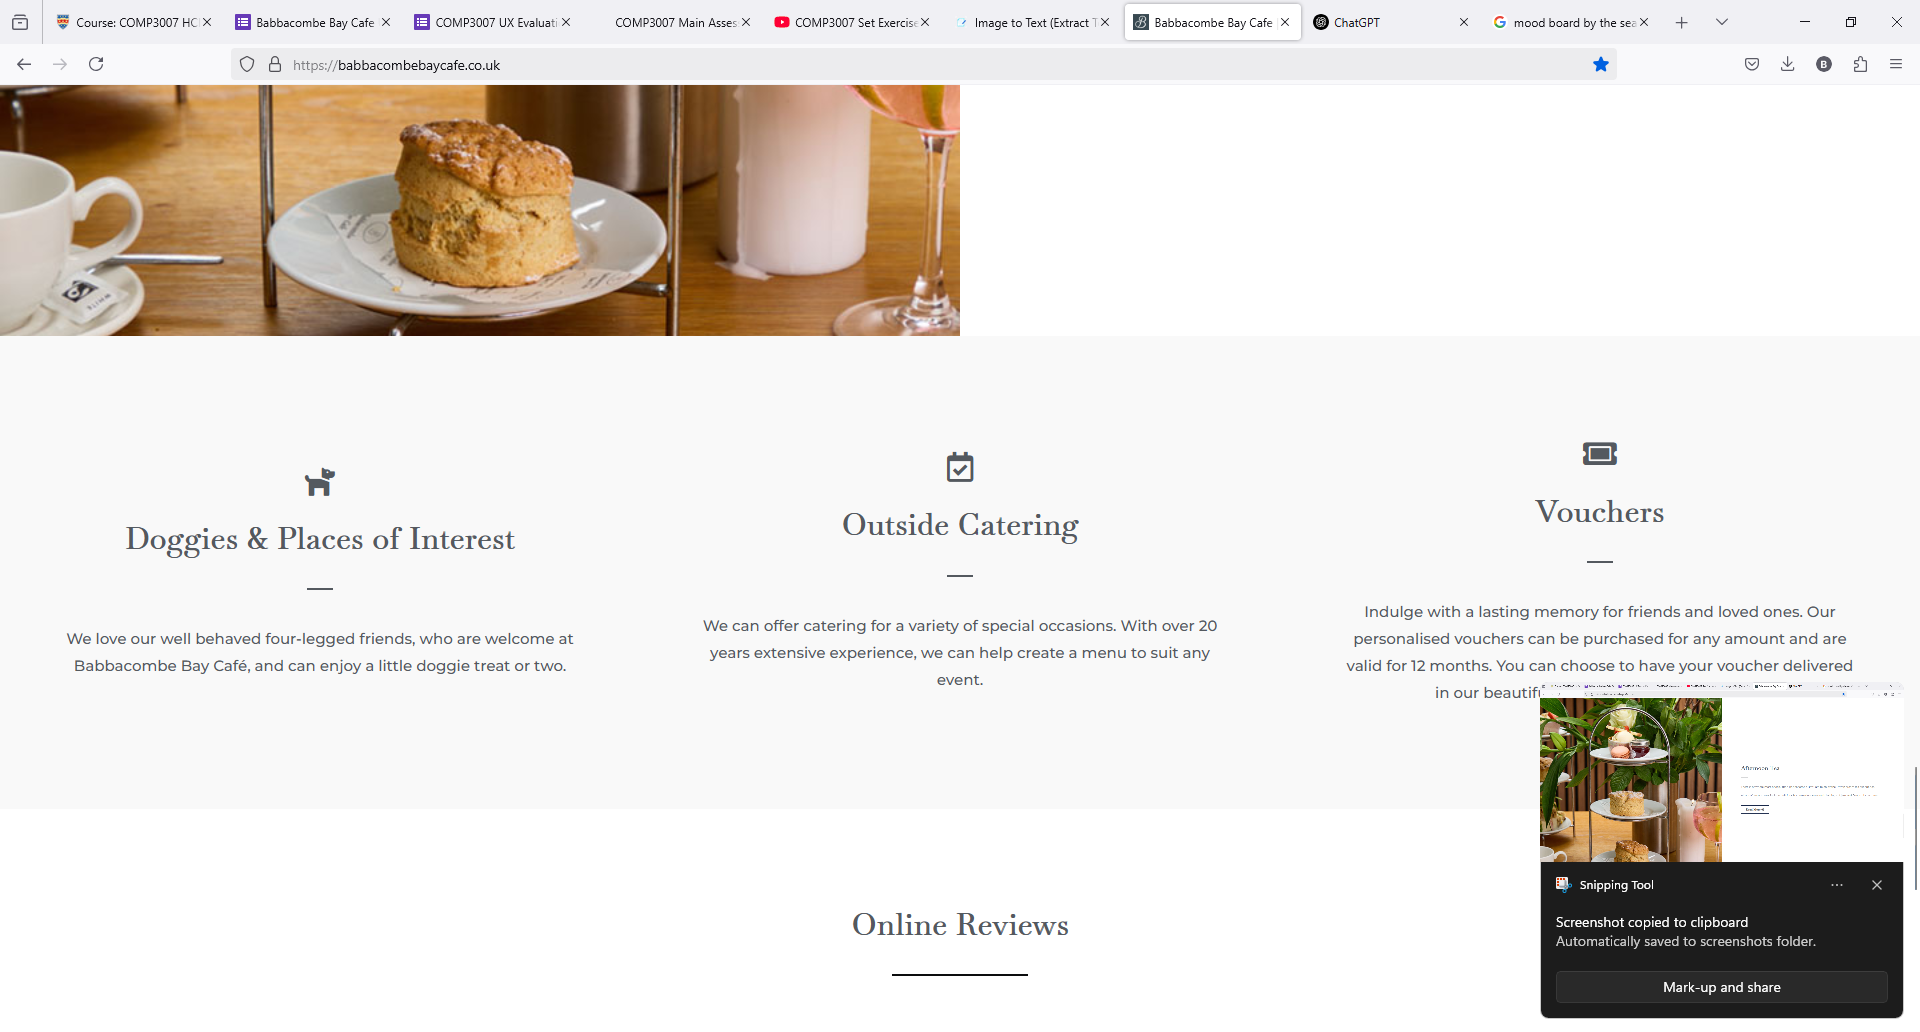 Course: COMP3007 HC
Babbacombe Bay Cafe
COMP3007 UX Evaluati
COMP3007 Main Asses
COMP3007 Set Exercise
Image to Text (Extract T
Babbacombe Bay Cafe
ChatGPT
mood board by the sea
https://babbacombebaycafe.co.uk
B
WHITE
Doggies & Places of Interest
We love our well behaved four-legged friends, who are welcome at
Babbacombe Bay Café, and can enjoy a little doggie treat or two.
Outside Catering
We can offer catering for a variety of special occasions. With over 20
years extensive experience, we can help create a menu to suit any
event.
Vouchers
Indulge with a lasting memory for friends and loved ones. Our
personalised vouchers can be purchased for any amount and are
valid for 12 months. You can choose to have your voucher delivered
in our beautif
Afternoon Tea
Online Reviews
Snipping Tool
Screenshot copied to clipboard
Automatically saved to screenshots folder.
Mark-up and share